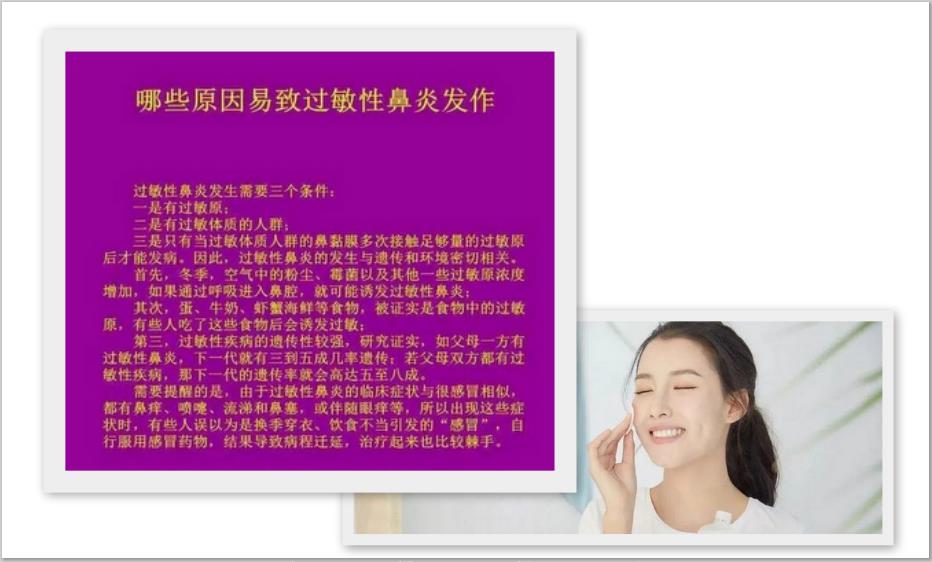 哪些原因易致过敏性鼻炎发作
过敏性鼻炎发生需要三个条件：
一是有过敏原；
二是有过敏体质的人群；
三是只有当过敏体质人群的鼻黏膜多次接触足够量的过敏原
后才能发病。因此，过敏性鼻炎的发生与遗传和环境密切相关。
首先，冬季，空气中的粉尘、霉菌以及其他一些过敏原浓度
增加，如果通过呼吸进入鼻腔，就可能诱发过敏性鼻炎；
其次，蛋、牛奶、虾蟹海鲜等食物，被证实是食物中的过敏
原，有些人吃了这些食物后会诱发过敏；
第三，过敏性疾病的遗传性较强，研究证实，如父母一方有
过敏性鼻炎，下一代就有三到五成几率遗传；若父母双方都有过
敏性疾病，那下一代的遗传率就会高达五至八成。
需要提醒的是，由于过敏性鼻炎的临床症状与很感冒相似，
都有鼻痒、喷嚏、流涕和鼻塞，或伴随眼痒等，所以出现这些症
状时，有些人误以为是换季穿衣、饮食不当引发的“感冒”，自
行服用感冒药物，结果导致病程迁延，治疗起来也比较棘手。